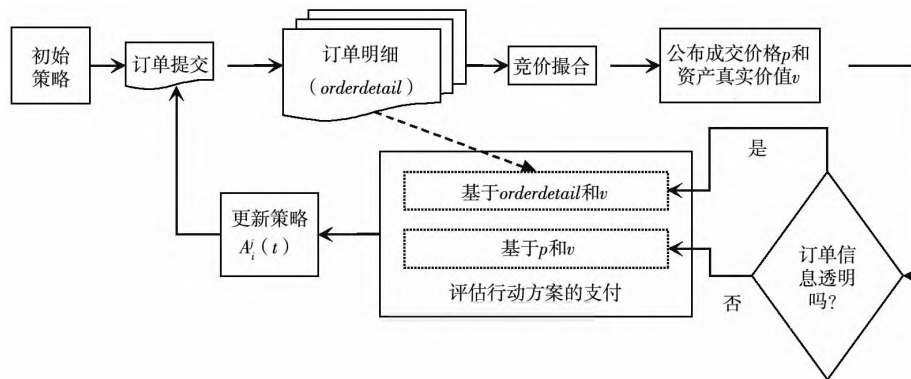 初始
策略
订单提交
订单明细
（orderdetail）
竞价撮合
公布成交价格p和
资产真实价值v
是
基于orderdetail和v
更新策略
A_i^j(t)
基于p和v
订单信
息透明
吗？
否
评估行动方案的支付